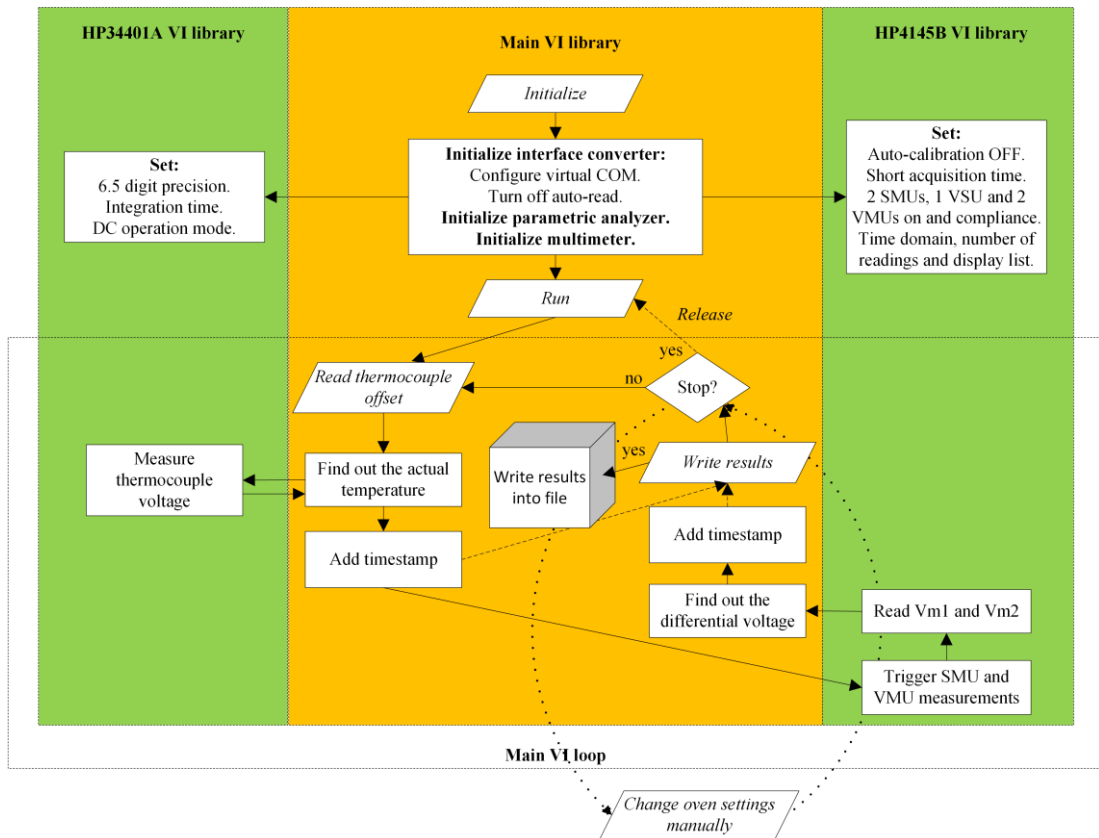 HP34401A VI library
Main VI library
HP4145B VI library
Initialize
Set:
6.5 digit precision.
Integration time.
DC operation mode.
Initialize interface converter:
Configure virtual COM.
Turn off auto-read.
Initialize parametric analyzer.
Initialize multimeter.
Set:
Auto-calibration OFF.
Short acquisition time.
2 SMUs, 1 VSU and 2
VMUs on and compliance.
Time domain, number of
readings and display list.
Run
Release
yes
Read thermocouple
offset
no
Stop?
Measure
thermocouple
voltage
Find out the actual
temperature
Write results
into file
yes
Write results
Add timestamp
Add timestamp
Find out the
differential voltage
Read Vm1 and Vm2
Trigger SMU and
VMU measurements
Main VI loop
Change oven settings
manually